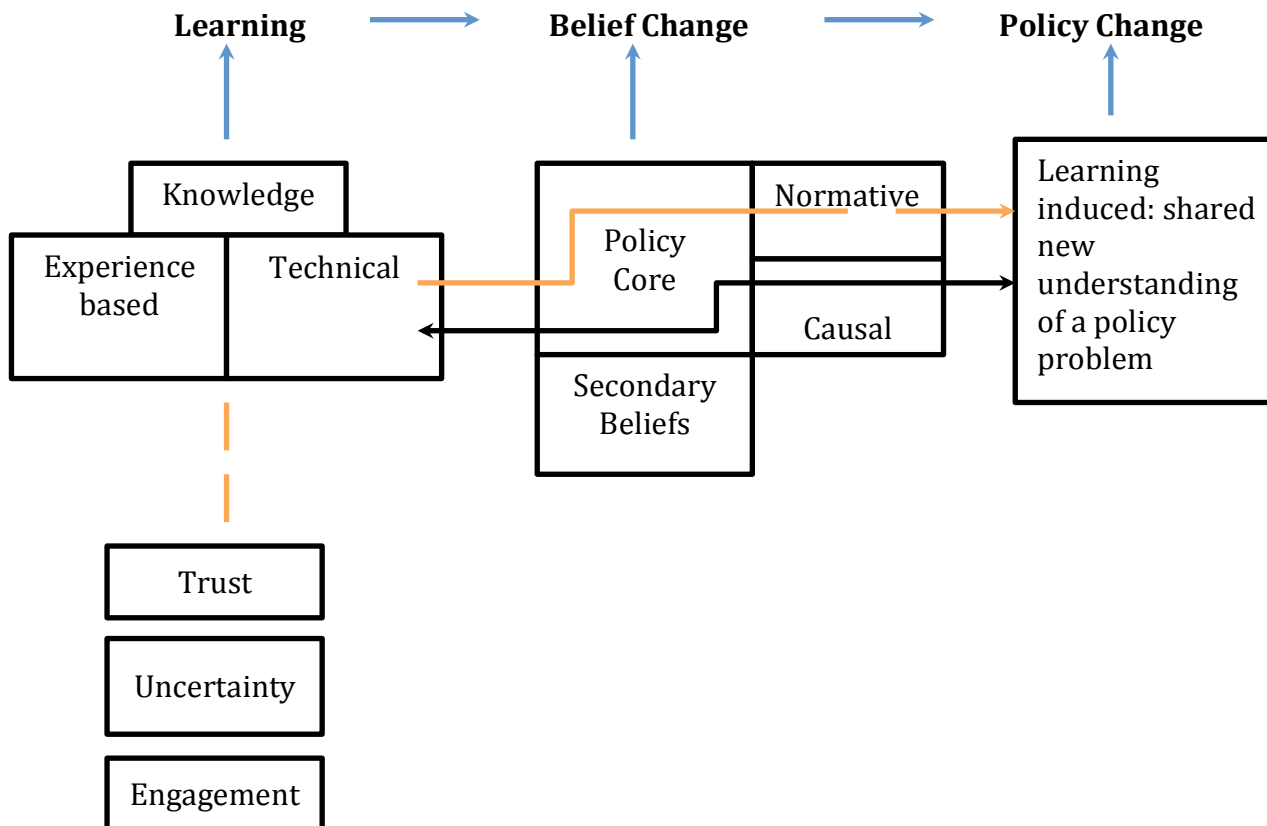 Learning
Belief Change
Policy Change
Knowledge
Experience
based
Technical
Policy
Core
Normative
Causal
Secondary
Beliefs
Learning
induced: shared
new
understanding
of a policy
problem
Trust
Uncertainty
Engagement